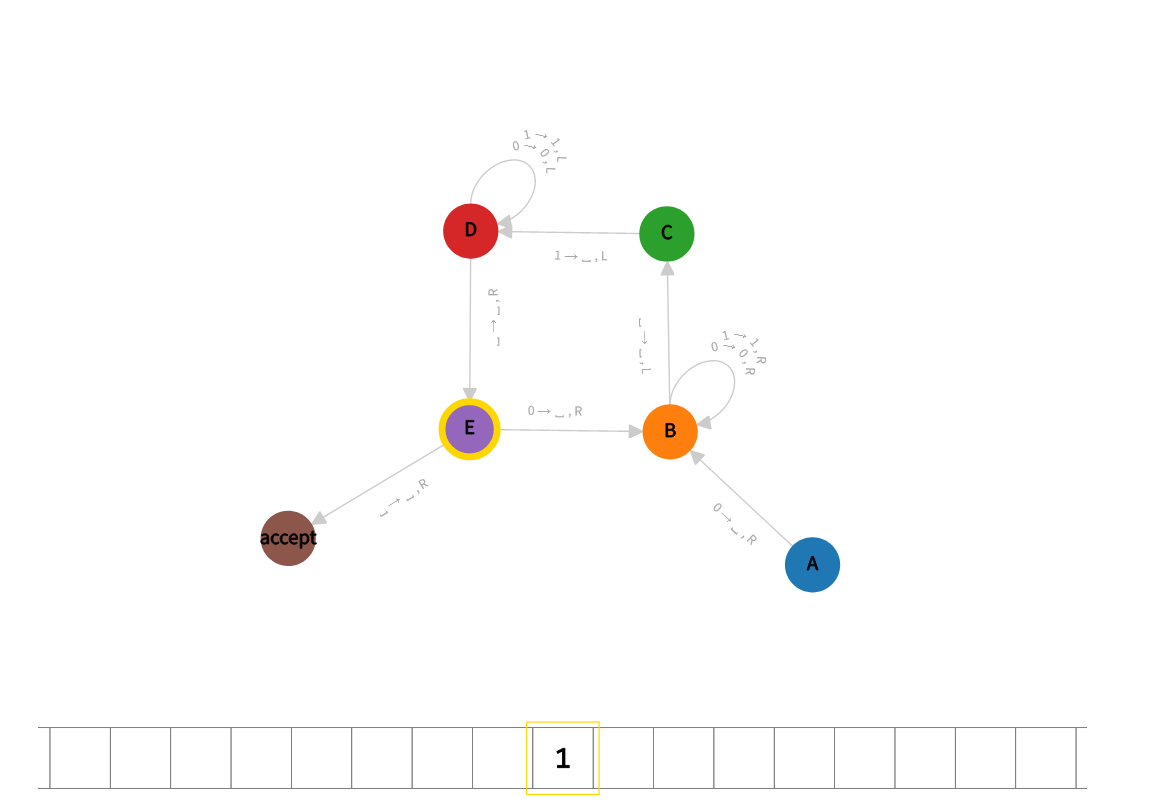 1→1,L
0→0,L
D
C
1→␣,L
␣→␣,R
␣→␣,L
1→1,R
0→0,R
0→␣,R
E
B
␣→␣,R
0→␣,R
accept
A
1